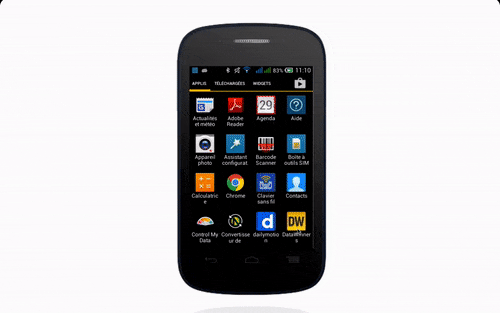 83% 11:10
APPLIS TÉLÉCHARGÉES WIDGETS
29
Actualités
et météo
Adobe
Reader
Agenda
Aide
Appareil
photo
Assistant
configurat
Barcode
Scanner
Boîte à
outils SIM
Calculatric
e
Chrome
Clavier
sans fil
Contacts
Control My
Data
Convertisse
ur de
d
dailymotio
n
DW